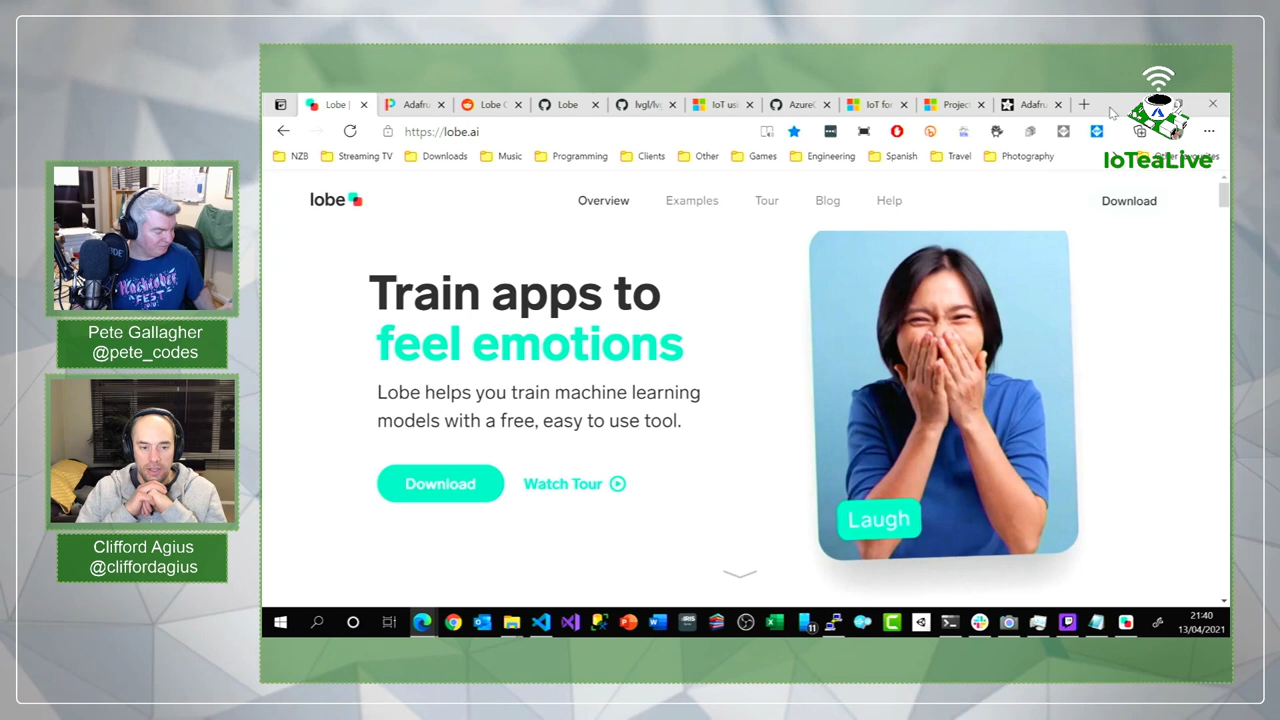 Lobe |
Adafru
Lobe C
Lobe
lvgl/lv
IoT usi
Azure
IoT for
Project
Adafru
https://lobe.ai
IoTeaLive
NZB
Streaming TV
Downloads
Music
Programming
Clients
Other
Games
Engineering
Spanish
Travel
Photography
lobe
Overview
Examples
Tour
Blog
Help
Download
Train apps to
feel emotions
Lobe helps you train machine learning
models with a free, easy to use tool.
Download
Watch Tour
Laugh
Pete Gallagher
@pete_codes
Clifford Agius
@cliffordagius
11
21:40
13/04/2021